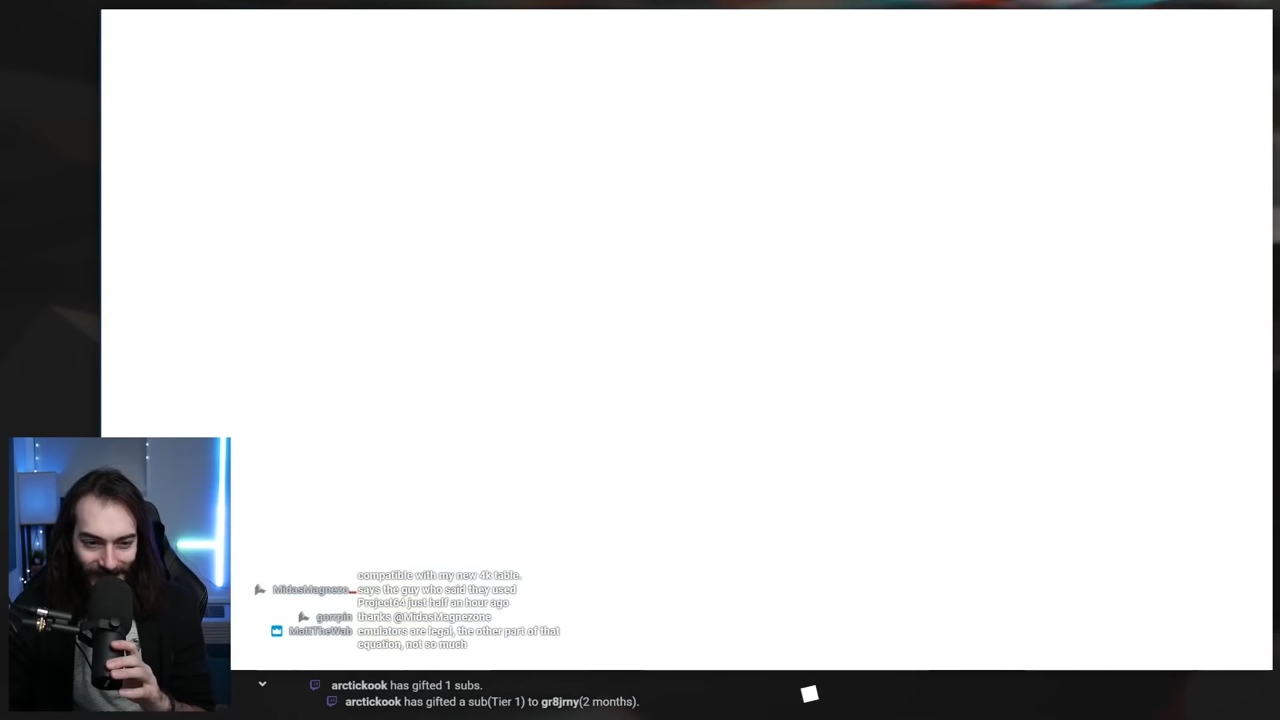 compatible with my new 4k table.
MidasMagnezo... says the guy who said they used
Project64 just half an hour ago
gorrpin thanks @MidasMagnezone
MattTheWab emulators are legal, the other part of that
equation, not so much
arctickook has gifted 1 subs.
arctickook has gifted a sub(Tier 1) to gr8jrny(2 months).